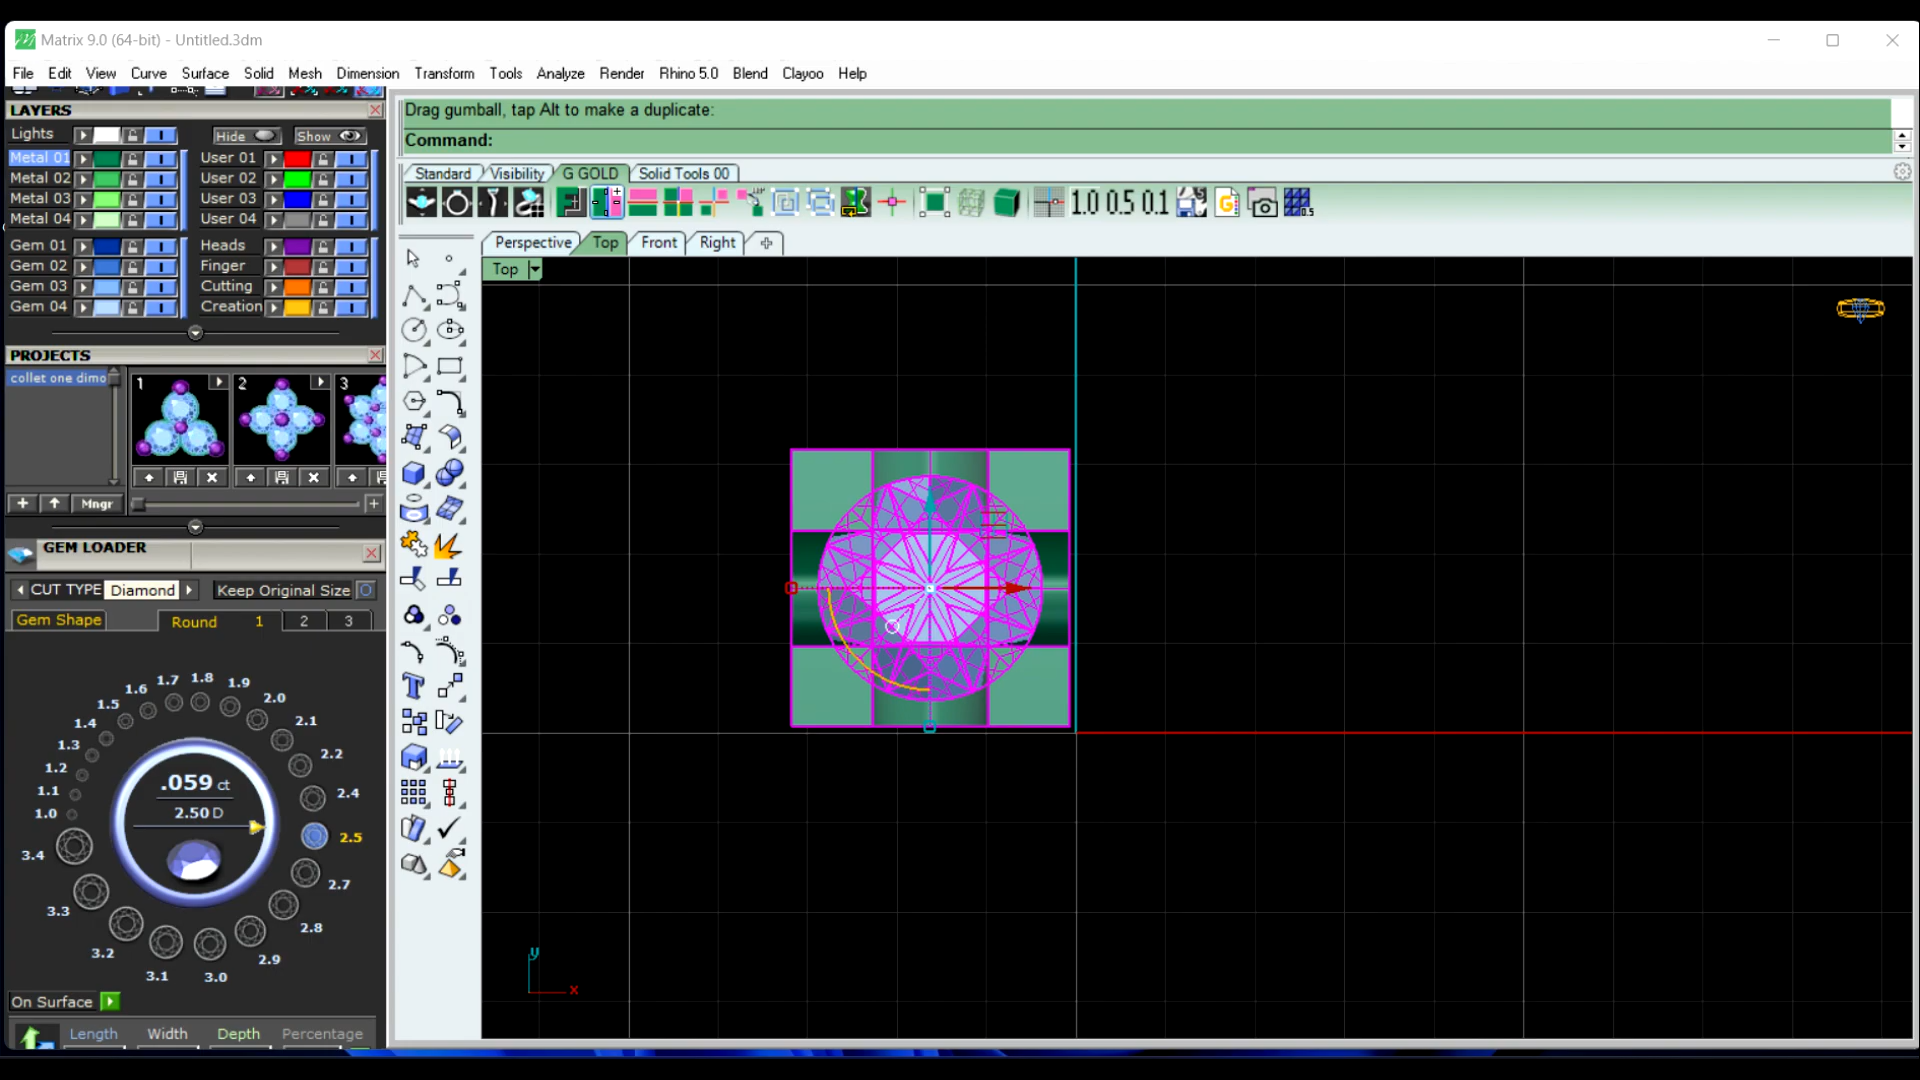 Matrix 9.0 (64-bit) - Untitled.3dm
File Edit View Curve Surface Solid Mesh Dimension Transform Tools Analyze Render Rhino 5.0 Blend Clayoo Help
LAYERS
Lights Hide Show
Metal 01 User 01
Metal 02 User 02
Metal 03 User 03
Metal 04 User 04
Gem 01 Heads
Gem 02 Finger
Gem 03 Cutting
Gem 04 Creation
PROJECTS
collet one dimo
1 2 3
Mngr
GEM LOADER
CUT TYPE Diamond Keep Original Size
Gem Shape Round 1 2 3
1.0
1.1
1.2
1.3
1.4
1.5
1.6
1.7
1.8
1.9
2.0
2.1
2.2
2.4
2.5
2.7
2.8
2.9
3.0
3.1
3.2
3.3
3.4
.059 ct
2.50 D
On Surface
Length Width Depth Percentage
Drag gumball, tap Alt to make a duplicate:
Command:
Standard Visibility G GOLD Solid Tools 00
1.0 0.5 0.1
Perspective Top Front Right
Top
y
x